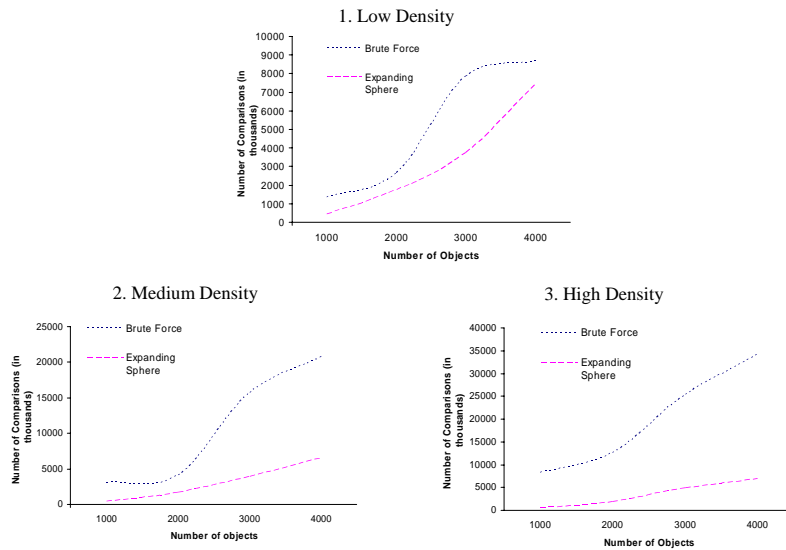 1. Low Density
Number of Comparisons (in
thousands)
10000
9000
8000
7000
6000
5000
4000
3000
2000
1000
0
Brute Force
Expanding
Sphere
1000 2000 3000 4000
Number of Objects
2. Medium Density
Number of Comparisons (in
thousands)
25000
20000
15000
10000
5000
0
Brute Force
Expanding
Sphere
1000 2000 3000 4000
Number of objects
3. High Density
Number of Comparisons (in
thousands)
40000
35000
30000
25000
20000
15000
10000
5000
0
Brute Force
Expanding
Sphere
1000 2000 3000 4000
Number of Objects